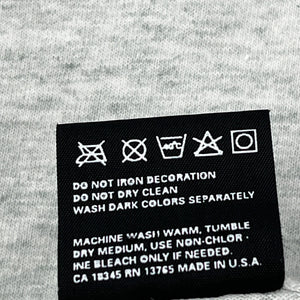 40°C
DO NOT IRON DECORATION
DO NOT DRY CLEAN
WASH DARK COLORS SEPARATELY
MACHINE WASH WARM, TUMBLE
DRY MEDIUM, USE NON-CHLOR-
INE BLEACH ONLY IF NEEDED.
CA 18345 RN 13765 MADE IN U.S.A.